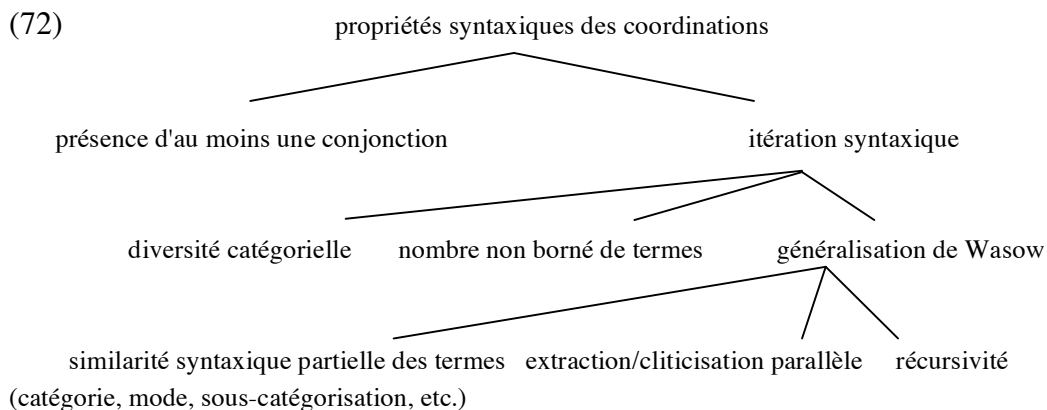 (72) propriétés syntaxiques des coordinations
présence d'au moins une conjonction itération syntaxique
diversité catégorielle nombre non borné de termes généralisation de Wasow
similarité syntaxique partielle des termes extraction/cliticisation parallèle récursivité
(catégorie, mode, sous-catégorisation, etc.)